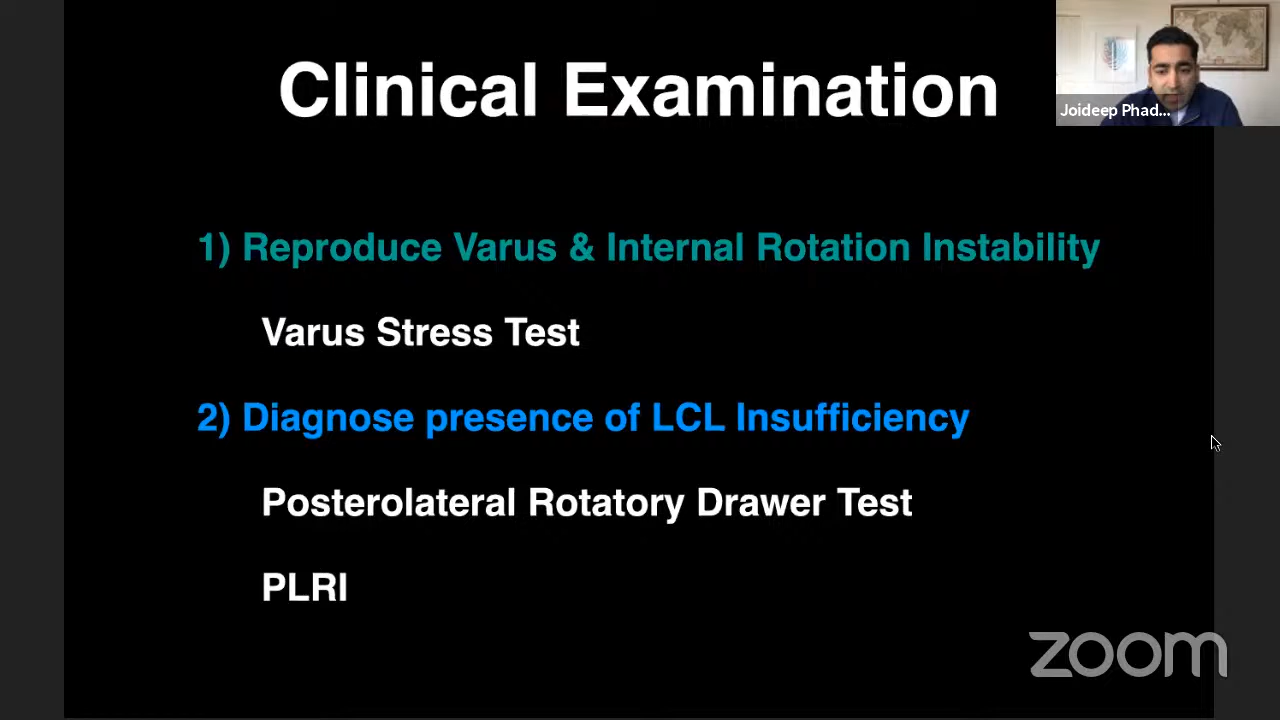 Clinical Examination
Joideep Phad...
1) Reproduce Varus & Internal Rotation Instability
Varus Stress Test
2) Diagnose presence of LCL Insufficiency
Posterolateral Rotatory Drawer Test
PLRI
zoom